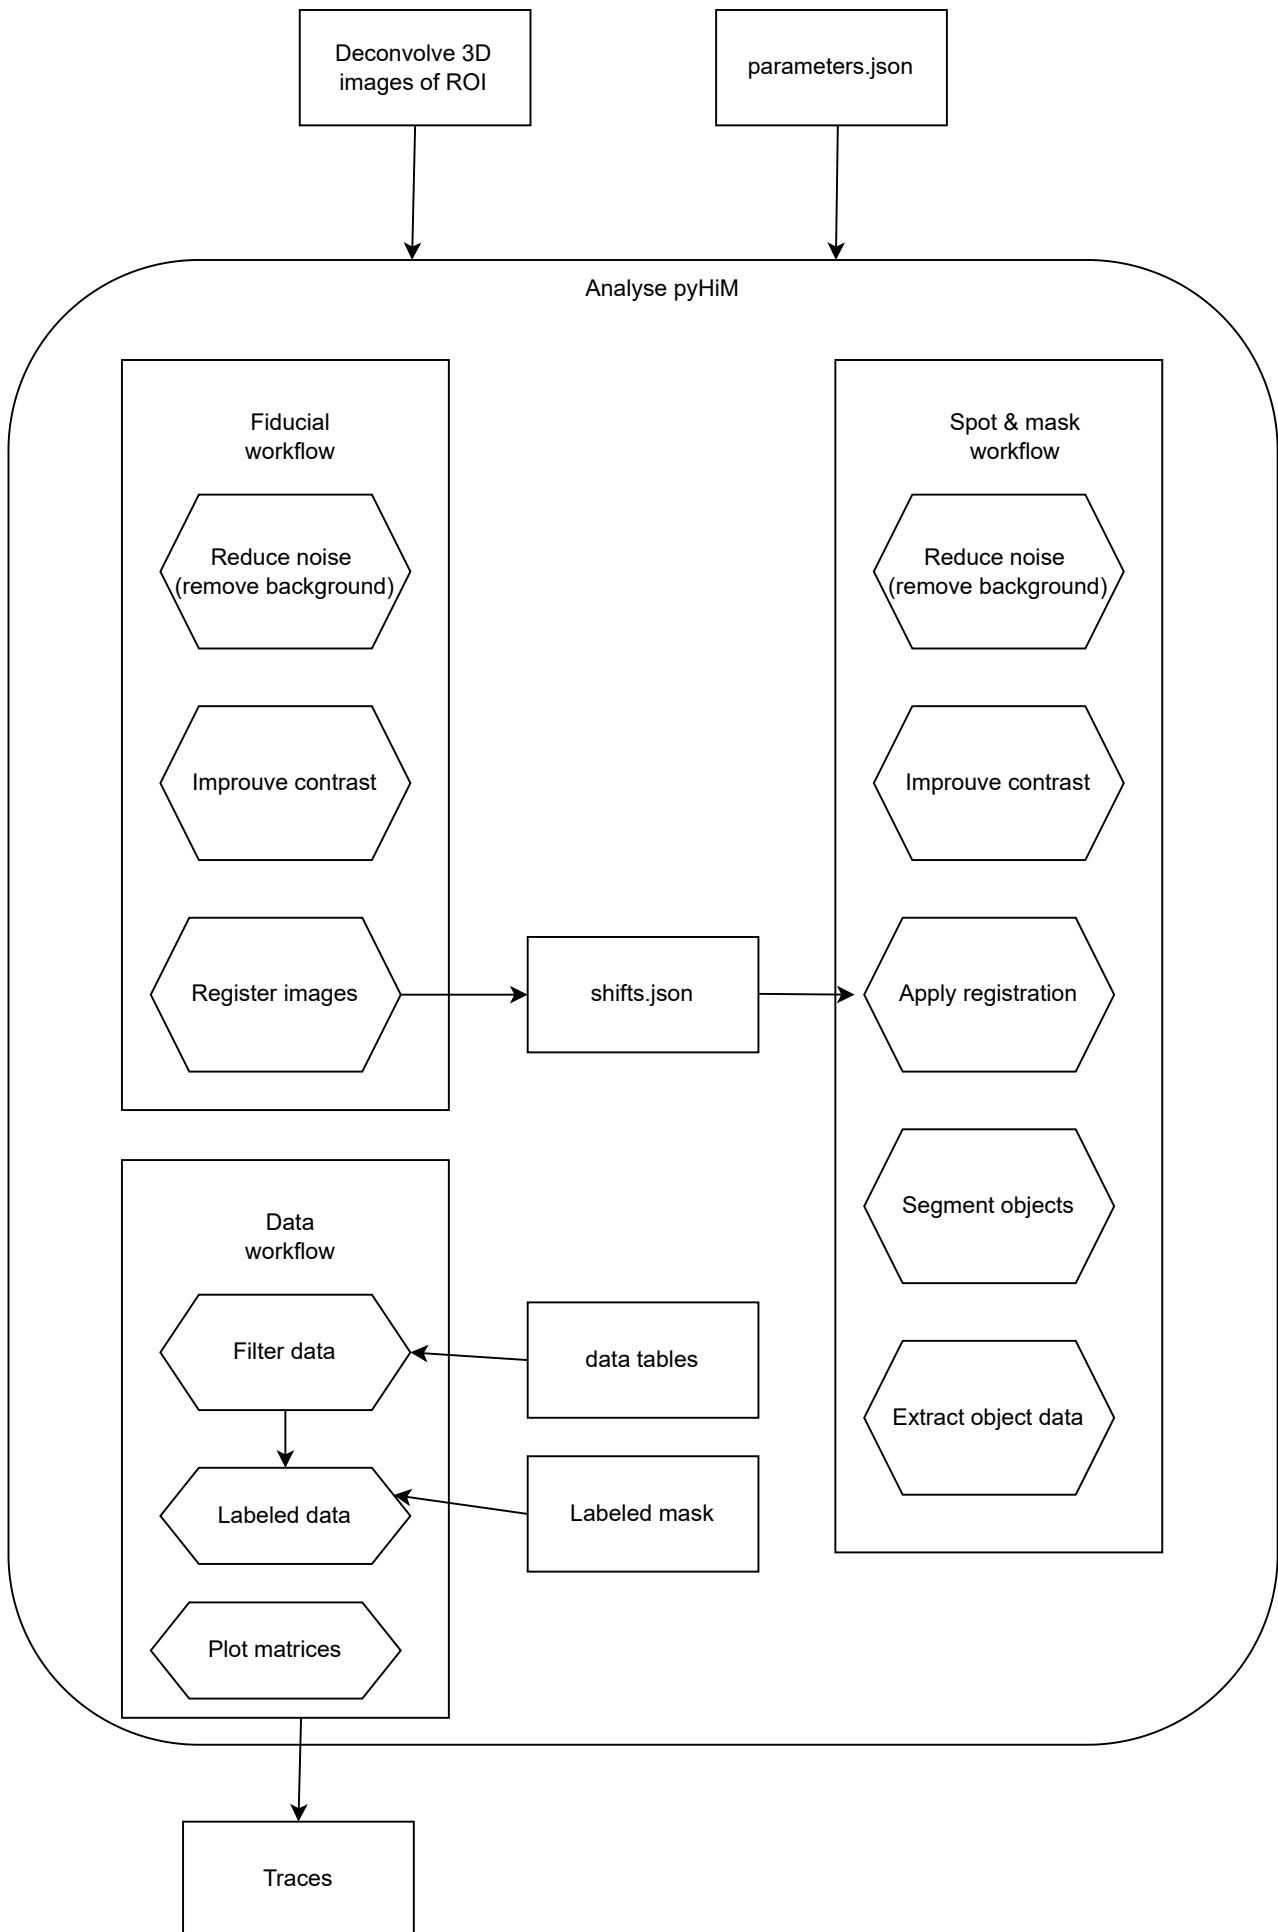 Deconvolve 3D
images of ROI
parameters.json
Analyse pyHiM
Fiducial
workflow
Reduce noise
(remove background)
Improuve contrast
Register images
shifts.json
Spot & mask
workflow
Reduce noise
(remove background)
Improuve contrast
Apply registration
Segment objects
Extract object data
Data
workflow
Filter data
data tables
Labeled data
Labeled mask
Plot matrices
Traces